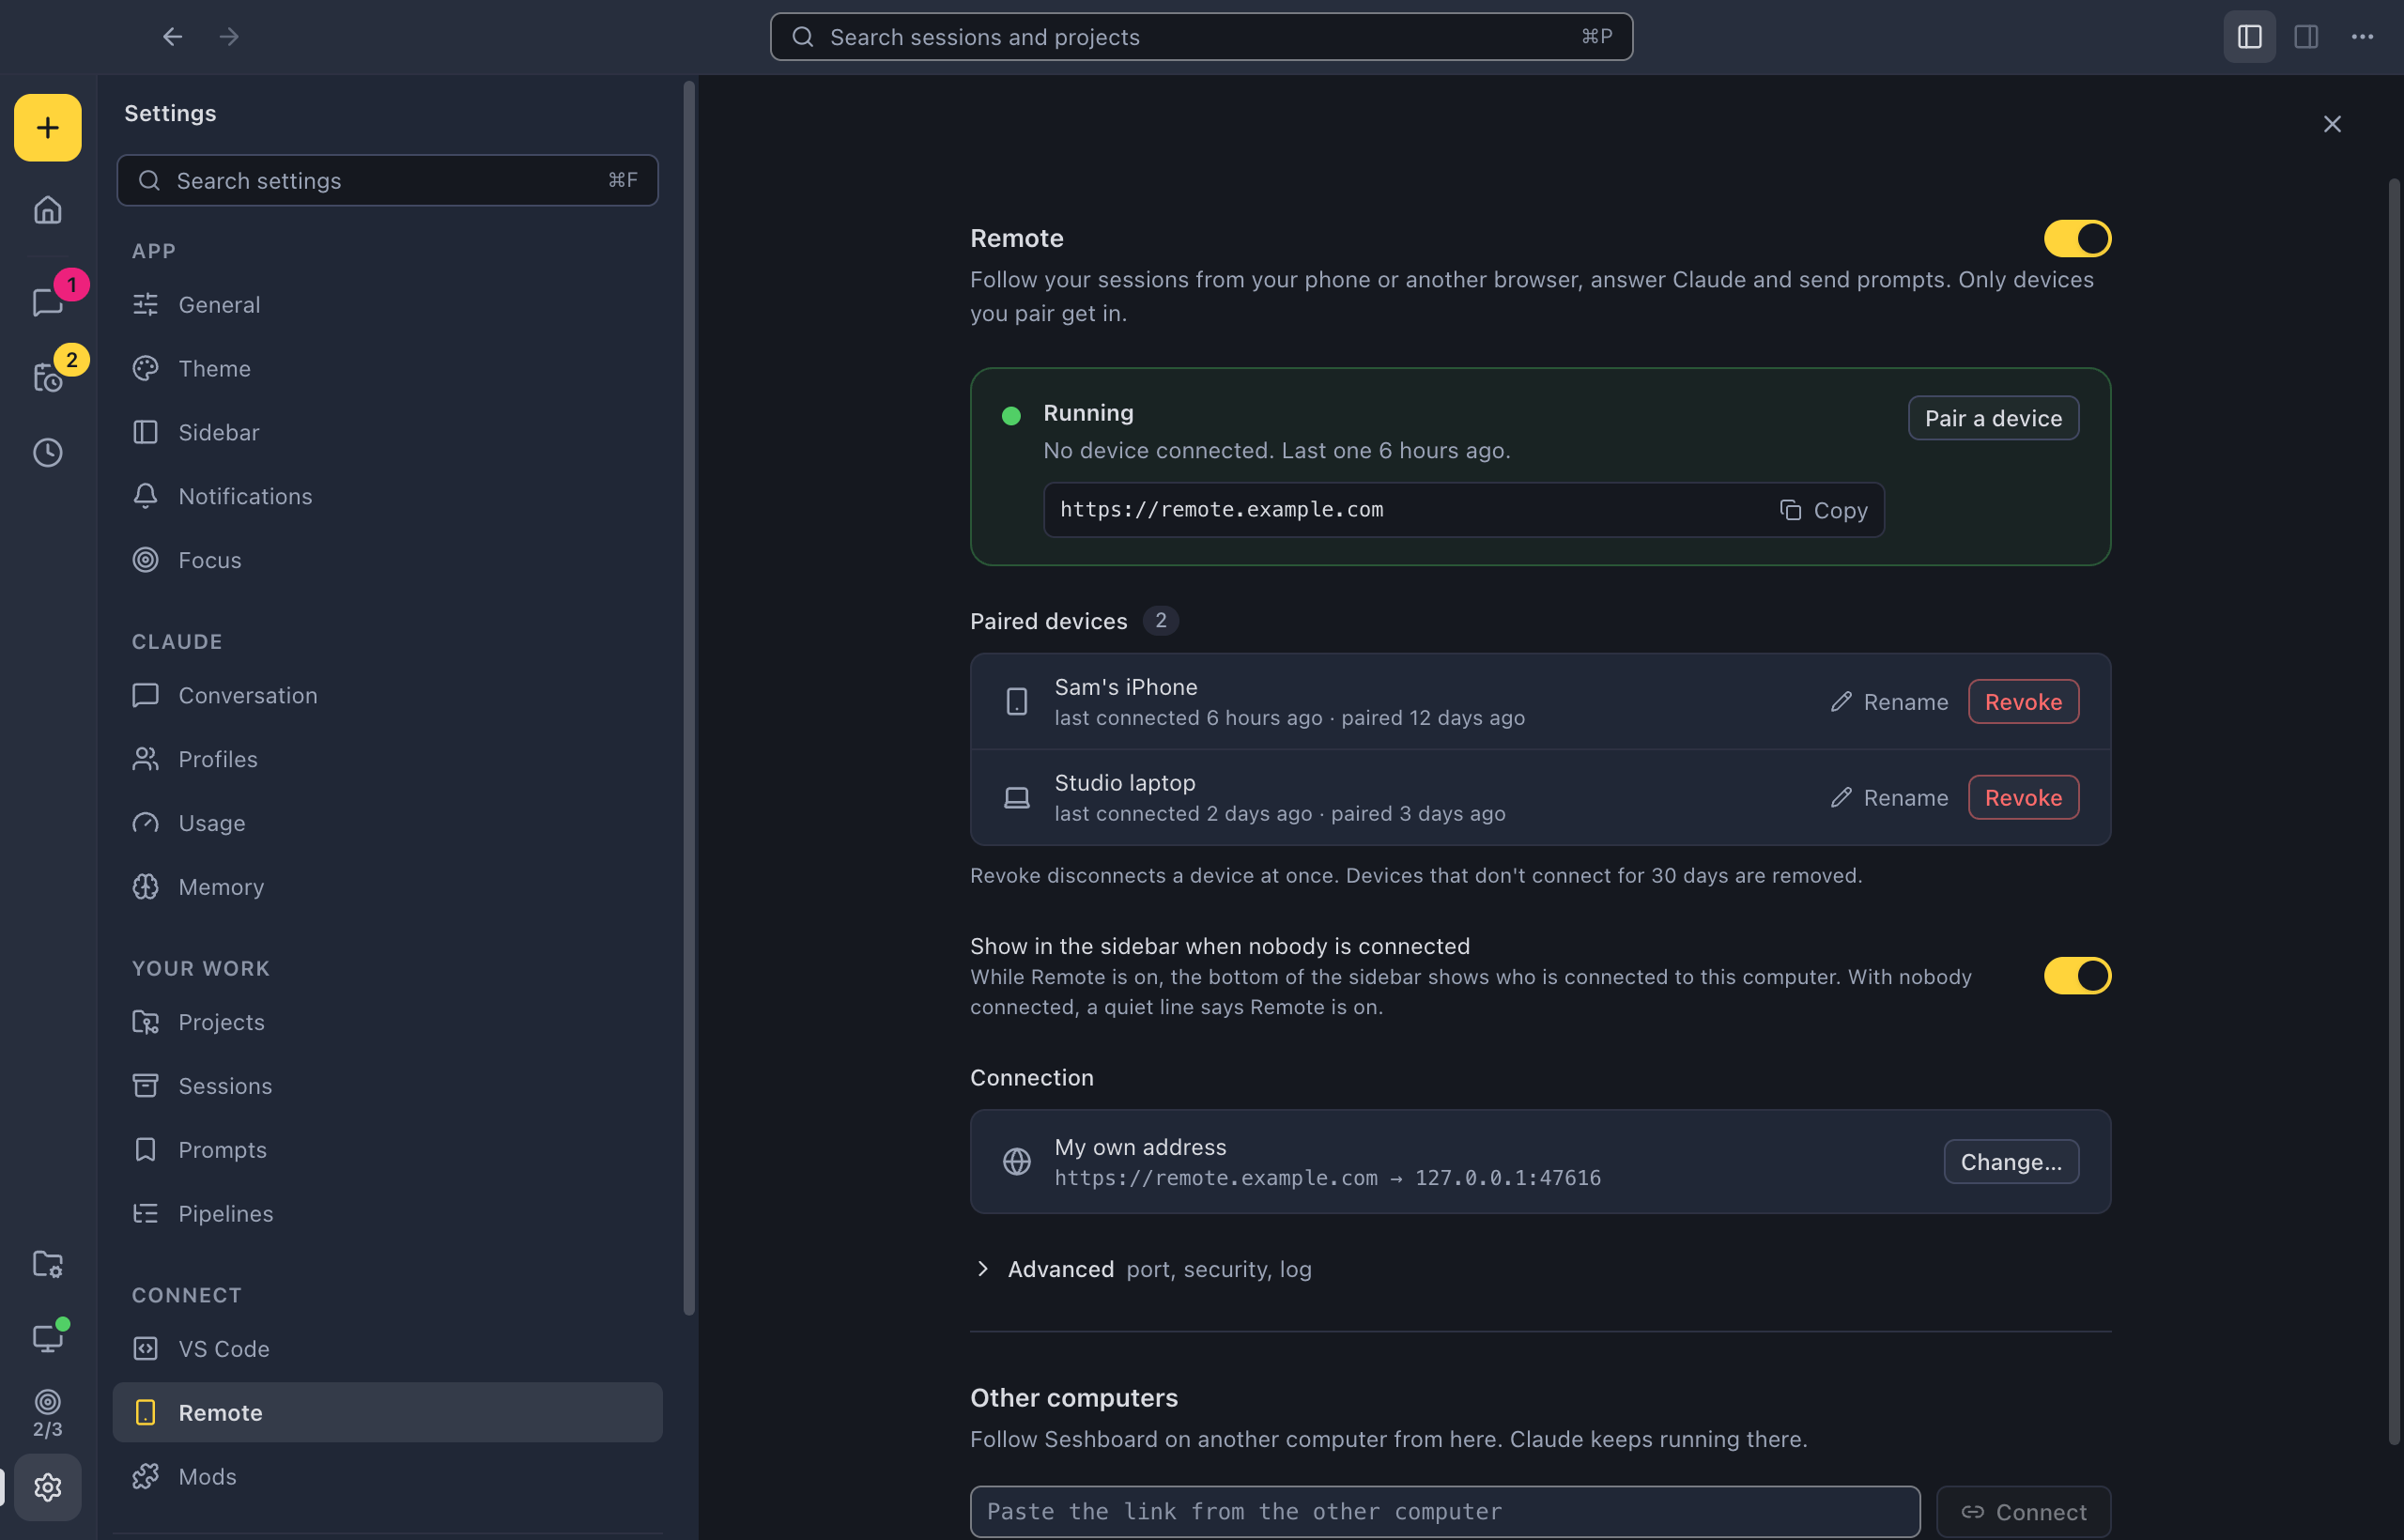 Search sessions and projects
⌘P
Settings
Search settings
⌘F
APP
General
Theme
Sidebar
Notifications
Focus
CLAUDE
Conversation
Profiles
Usage
Memory
YOUR WORK
Projects
Sessions
Prompts
Pipelines
CONNECT
VS Code
Remote
Mods
1
2
2/3
Remote
Follow your sessions from your phone or another browser, answer Claude and send prompts. Only devices
you pair get in.
Running
Pair a device
No device connected. Last one 6 hours ago.
https://remote.example.com
Copy
Paired devices 2
Sam's iPhone
last connected 6 hours ago · paired 12 days ago
Rename
Revoke
Studio laptop
last connected 2 days ago · paired 3 days ago
Rename
Revoke
Revoke disconnects a device at once. Devices that don't connect for 30 days are removed.
Show in the sidebar when nobody is connected
While Remote is on, the bottom of the sidebar shows who is connected to this computer. With nobody
connected, a quiet line says Remote is on.
Connection
My own address
https://remote.example.com → 127.0.0.1:47616
Change...
Advanced port, security, log
Other computers
Follow Seshboard on another computer from here. Claude keeps running there.
Paste the link from the other computer
Connect